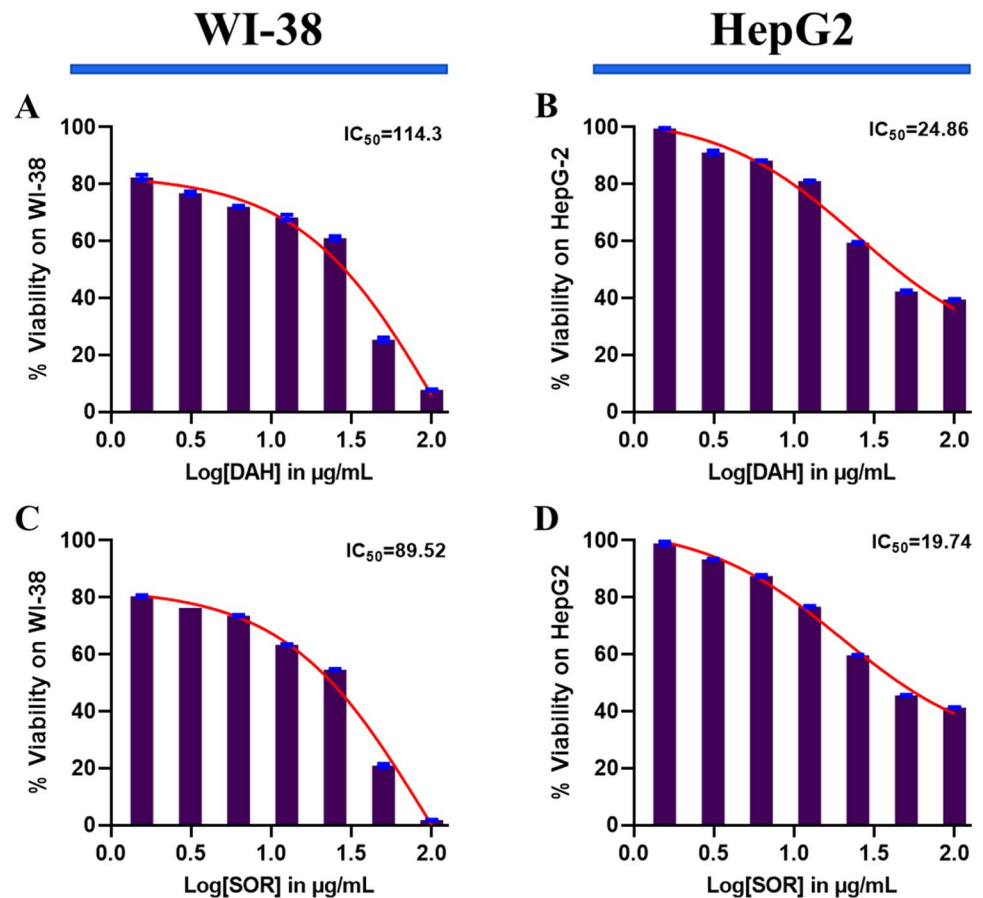 WI-38
HepG2
A
IC50=114.3
% Viability on WI-38
100
80
60
40
20
0
0.0 0.5 1.0 1.5 2.0
Log[DAH] in µg/mL
B
IC50=24.86
% Viability on HepG-2
100
80
60
40
20
0
0.0 0.5 1.0 1.5 2.0
Log[DAH] in µg/mL
C
IC50=89.52
% Viability on WI-38
100
80
60
40
20
0
0.0 0.5 1.0 1.5 2.0
Log[SOR] in µg/mL
D
IC50=19.74
% Viability on HepG2
100
80
60
40
20
0
0.0 0.5 1.0 1.5 2.0
Log[SOR] in µg/mL